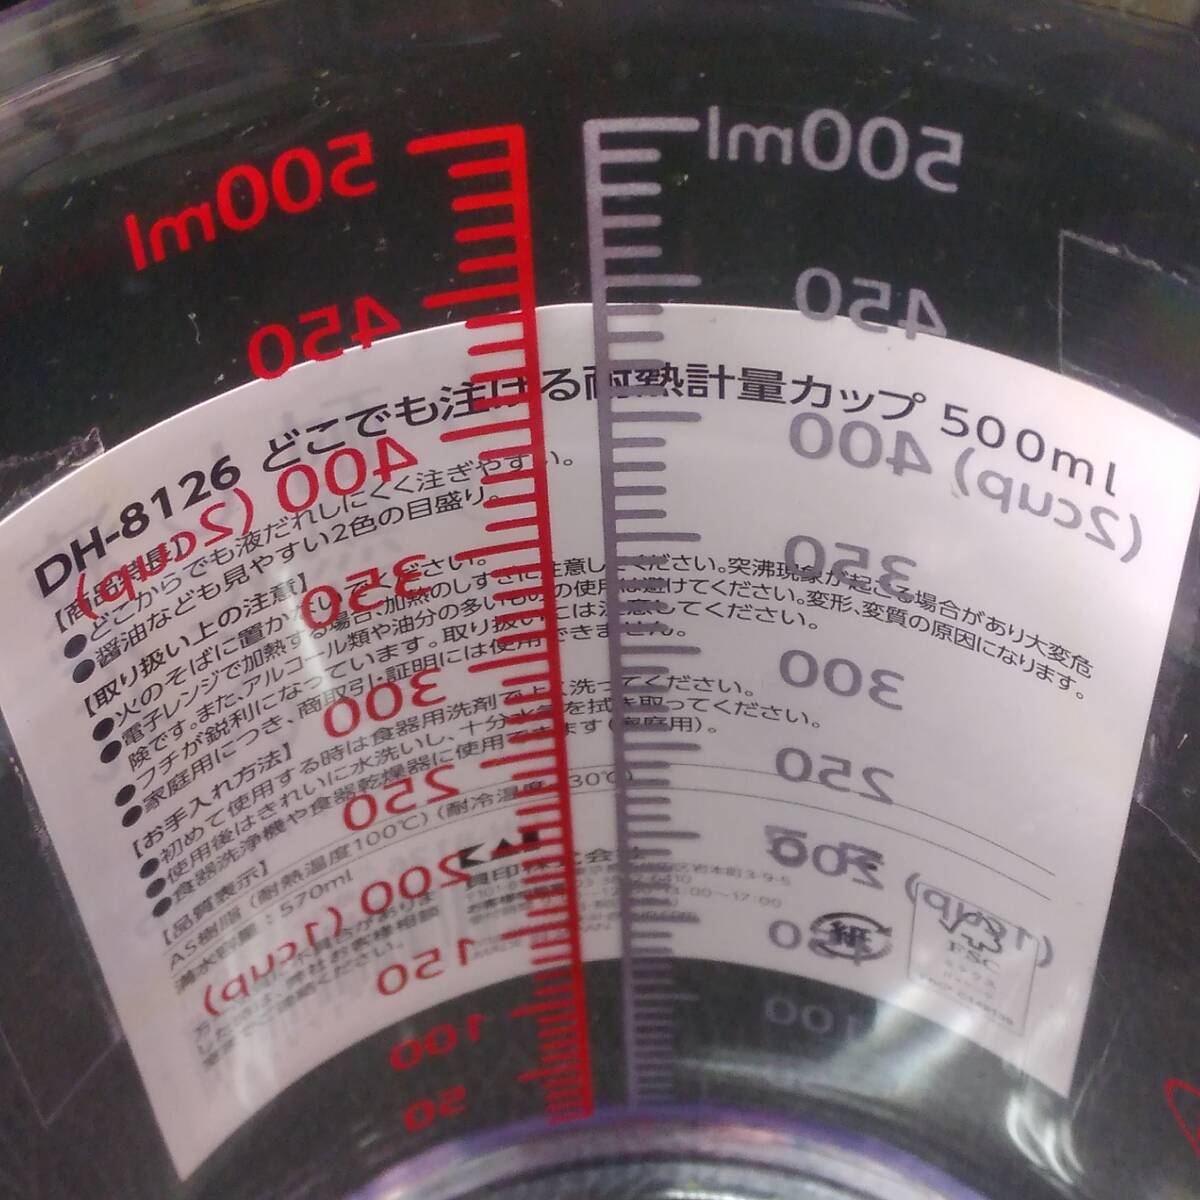 500ml
450
400 (2cup)
350
300
250
200 (1cup)
150
100
50
500ml
450
400 (2cup)
350
300
250
200
100
DH-8126 どこでも注げる耐熱計量カップ 500ml
【商品特長】
●どこからでも液だれしにくく注ぎやすい。
●醤油なども見やすい2色の目盛り。
【取り扱い上の注意】
●火のそばに置かないでください。
●電子レンジで加熱する場合、加熱のしすぎに注意してください。突沸現象が起こる場合があり大変危
険です。また、アルコール類や油分の多いものの使用は避けてください。変形、変質の原因になります。
●フチが鋭利になっています。取り扱いには注意してください。
●家庭用につき、商取引・証明には使用できません。
【お手入れ方法】
●初めて使用する時は食器用洗剤でよく洗ってください。
●使用後はきれいに水洗いし、十分水気を拭き取ってください。
●食器洗浄機や食器乾燥器に使用できます(家庭用)。
【品質表示】
AS樹脂 (耐熱温度100℃) (耐冷温度-30℃)
満水容量：570ml
貝印株式会社
紙
FSC
ミックス